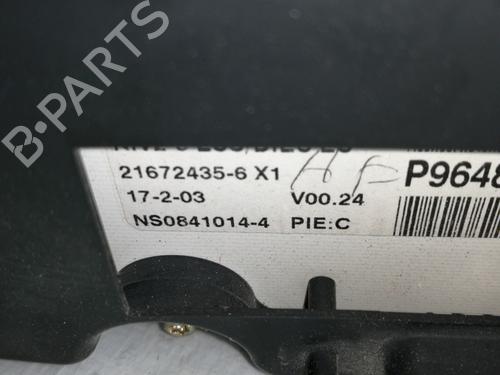 B-PARTS
21672435-6 X1
17-2-03 V00.24
NS0841014-4 PIE:C
P9648